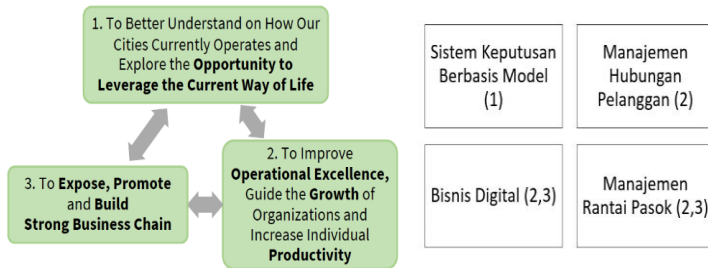 1. To Better Understand on How Our
Cities Currently Operates and
Explore the Opportunity to
Leverage the Current Way of Life
2. To Improve
Operational Excellence,
Guide the Growth of
Organizations and
Increase Individual
Productivity
3. To Expose, Promote
and Build
Strong Business Chain
Sistem Keputusan
Berbasis Model
(1)
Manajemen
Hubungan
Pelanggan (2)
Bisnis Digital (2,3)
Manajemen
Rantai Pasok (2,3)